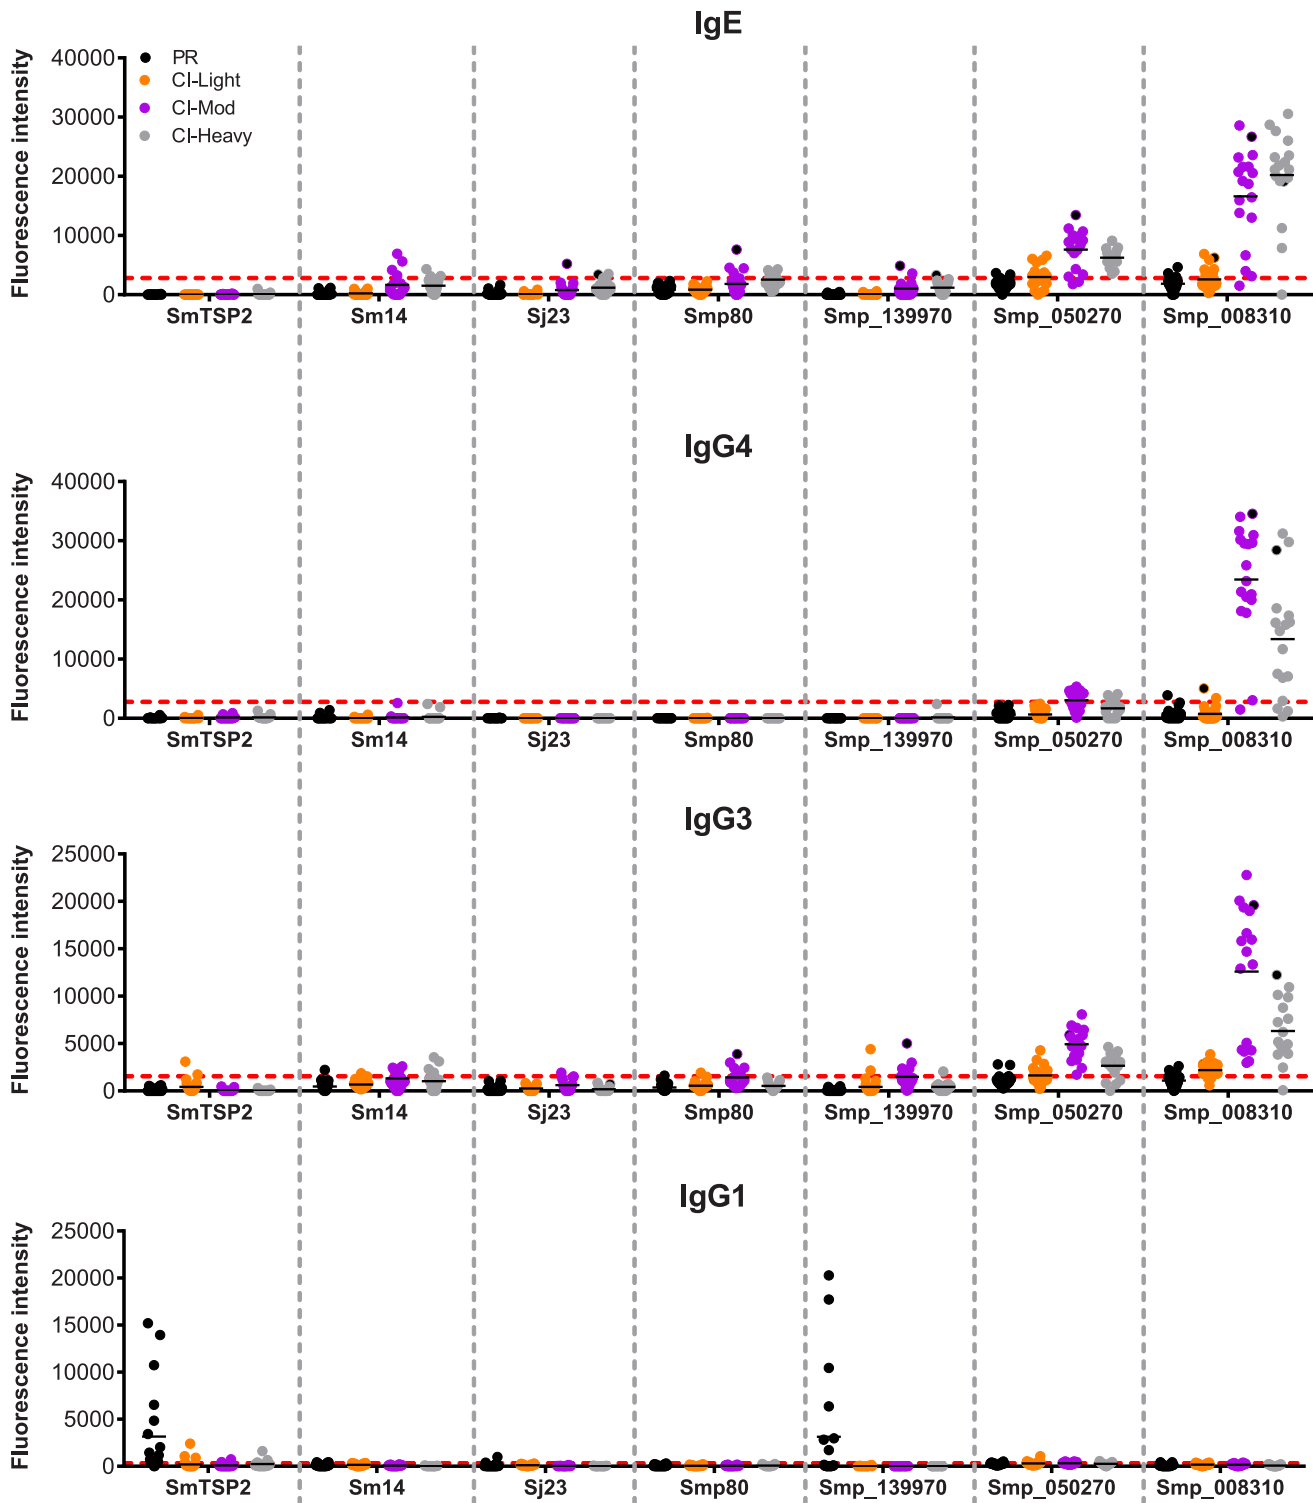 IgE
Fluorescence intensity
40000
30000
20000
10000
0
PR
CI-Light
CI-Mod
CI-Heavy
SmTSP2 Sm14 Sj23 Smp80 Smp_139970 Smp_050270 Smp_008310
IgG4
Fluorescence intensity
40000
30000
20000
10000
0
SmTSP2 Sm14 Sj23 Smp80 Smp_139970 Smp_050270 Smp_008310
IgG3
Fluorescence intensity
25000
20000
15000
10000
5000
0
SmTSP2 Sm14 Sj23 Smp80 Smp_139970 Smp_050270 Smp_008310
IgG1
Fluorescence intensity
25000
20000
15000
10000
5000
0
SmTSP2 Sm14 Sj23 Smp80 Smp_139970 Smp_050270 Smp_008310